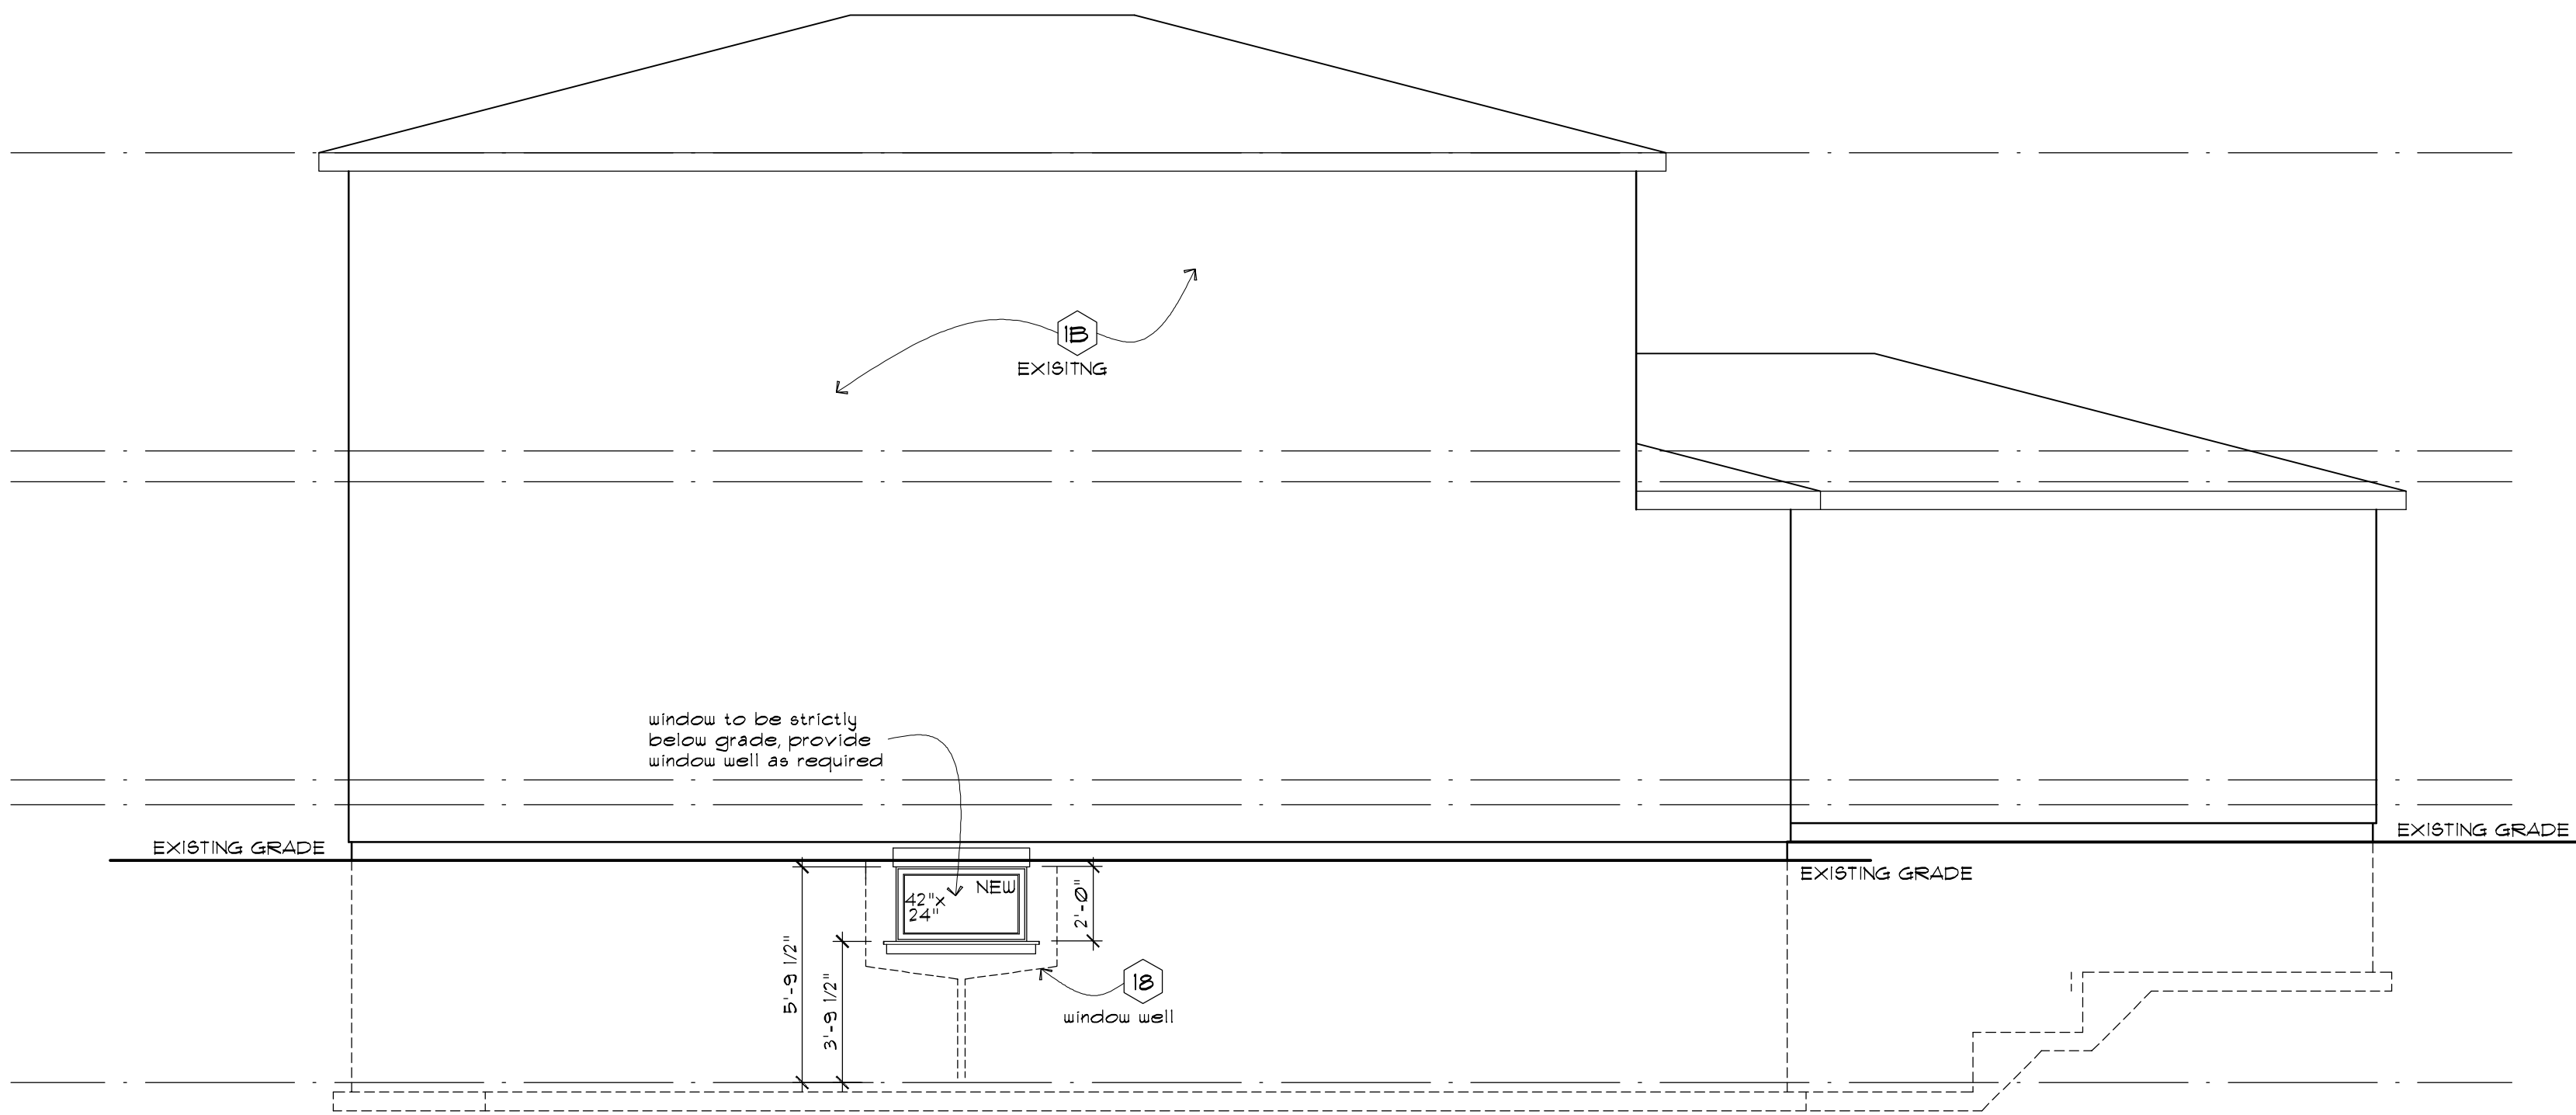 1B
EXISITNG
window to be strictly
below grade, provide
window well as required
EXISTING GRADE
EXISTING GRADE
EXISTING GRADE
NEW
42"x
24"
2'-0"
5'-9 1/2"
3'-9 1/2"
18
window well